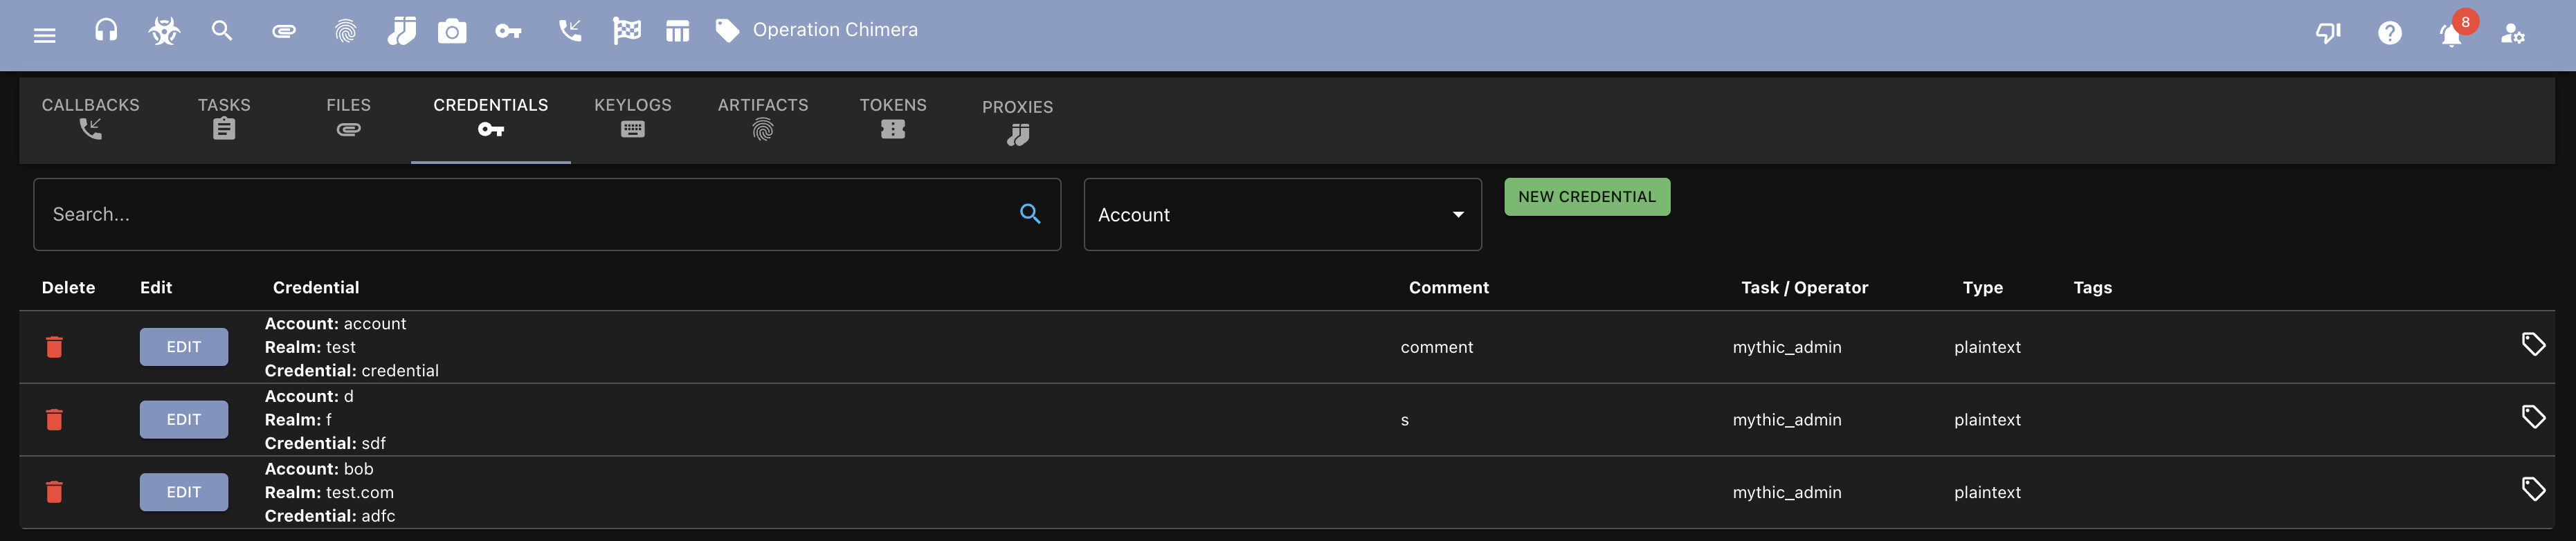 Operation Chimera
8
CALLBACKS TASKS FILES CREDENTIALS KEYLOGS ARTIFACTS TOKENS PROXIES
Search... Account NEW CREDENTIAL
Delete Edit Credential Comment Task / Operator Type Tags
Account: account
EDIT Realm: test comment mythic_admin plaintext
Credential: credential
Account: d
EDIT Realm: f s mythic_admin plaintext
Credential: sdf
Account: bob
EDIT Realm: test.com mythic_admin plaintext
Credential: adfc